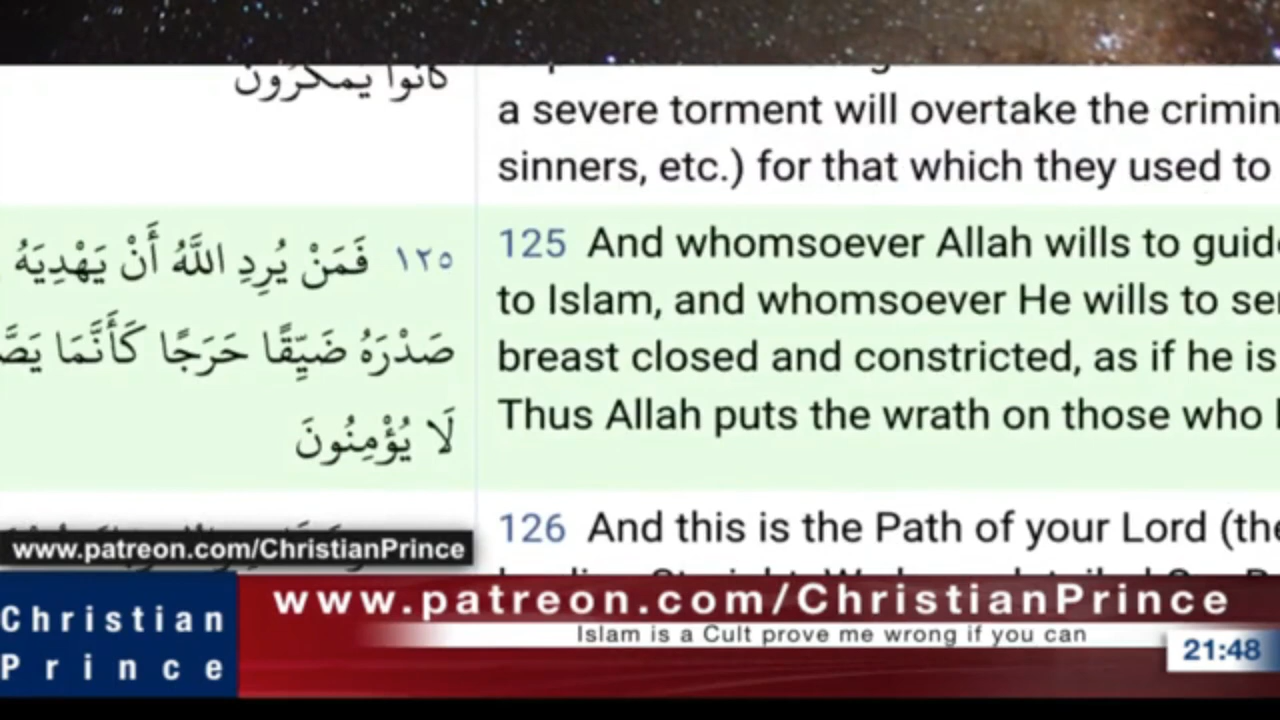 كانوا يمكرون
١٢٥ فَمَنْ يُرِدِ اللَّهُ أَنْ يَهْدِيَهُ
صَدْرَهُ ضَيِّقًا حَرَجًا كَأَنَّمَا
لَا يُؤْمِنُونَ
a severe torment will overtake the crimin
sinners, etc.) for that which they used to
125 And whomsoever Allah wills to guid
to Islam, and whomsoever He wills to se
breast closed and constricted, as if he is
Thus Allah puts the wrath on those who
126 And this is the Path of your Lord (the
www.patreon.com/ChristianPrince
Christian
Prince
www.patreon.com/ChristianPrince
Islam is a Cult prove me wrong if you can
21:48